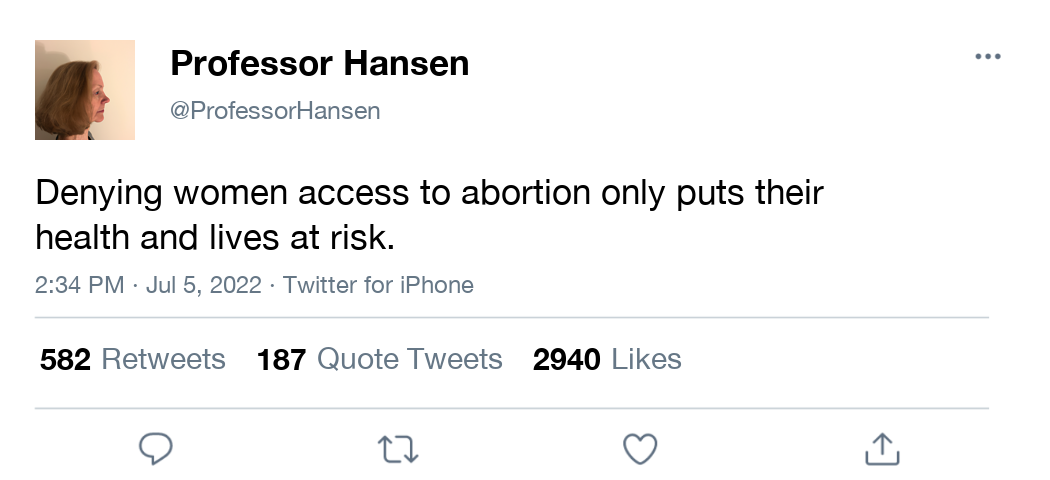 Professor Hansen
@ProfessorHansen
Denying women access to abortion only puts their
health and lives at risk.
2:34 PM · Jul 5, 2022 · Twitter for iPhone
582 Retweets 187 Quote Tweets 2940 Likes